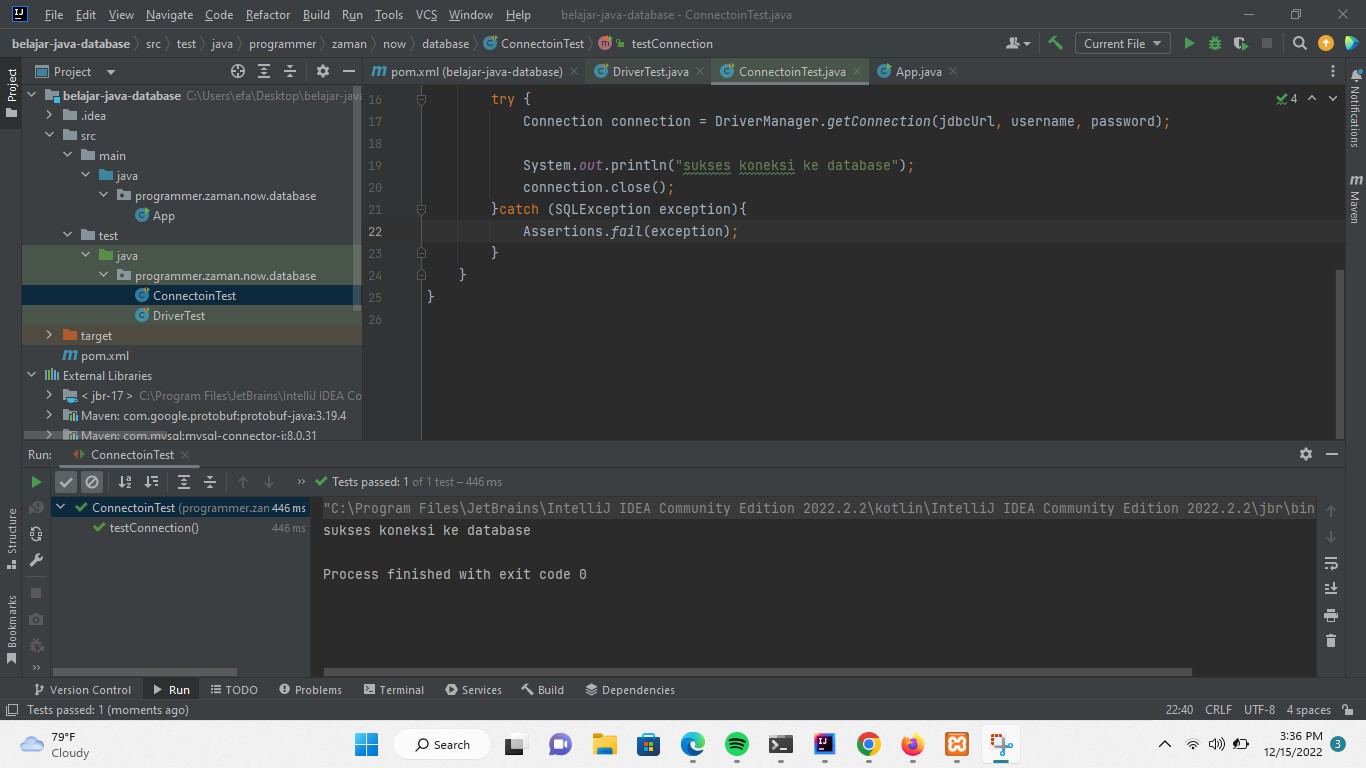 File Edit View Navigate Code Refactor Build Run Tools VCS Window Help belajar-java-database - ConnectoinTest.java
belajar-java-database src test java programmer zaman now database ConnectoinTest testConnection Current File
Project
Project
pom.xml (belajar-java-database) DriverTest.java ConnectoinTest.java App.java
belajar-java-database C:\Users\efa\Desktop\belajar-java
.idea
src
main
java
programmer.zaman.now.database
App
test
java
programmer.zaman.now.database
ConnectoinTest
DriverTest
target
pom.xml
External Libraries
< jbr-17 > C:\Program Files\JetBrains\IntelliJ IDEA Co
Maven: com.google.protobuf:protobuf-java:3.19.4
Maven: com.mysql:mysql-connector-j:8.0.31
16 try { 4
17 Connection connection = DriverManager.getConnection(jdbcUrl, username, password);
18
19 System.out.println("sukses koneksi ke database");
20 connection.close();
21 }catch (SQLException exception){
22 Assertions.fail(exception);
23 }
24 }
25 }
26
Notifications
Maven
Run: ConnectoinTest
Tests passed: 1 of 1 test – 446 ms
ConnectoinTest (programmer.zan 446 ms
testConnection() 446 ms
"C:\Program Files\JetBrains\IntelliJ IDEA Community Edition 2022.2.2\kotlin\IntelliJ IDEA Community Edition 2022.2.2\jbr\bin
sukses koneksi ke database
Process finished with exit code 0
Structure
Bookmarks
Version Control Run TODO Problems Terminal Services Build Dependencies
Tests passed: 1 (moments ago) 22:40 CRLF UTF-8 4 spaces
79°F
Cloudy
Search
3:36 PM
12/15/2022
3